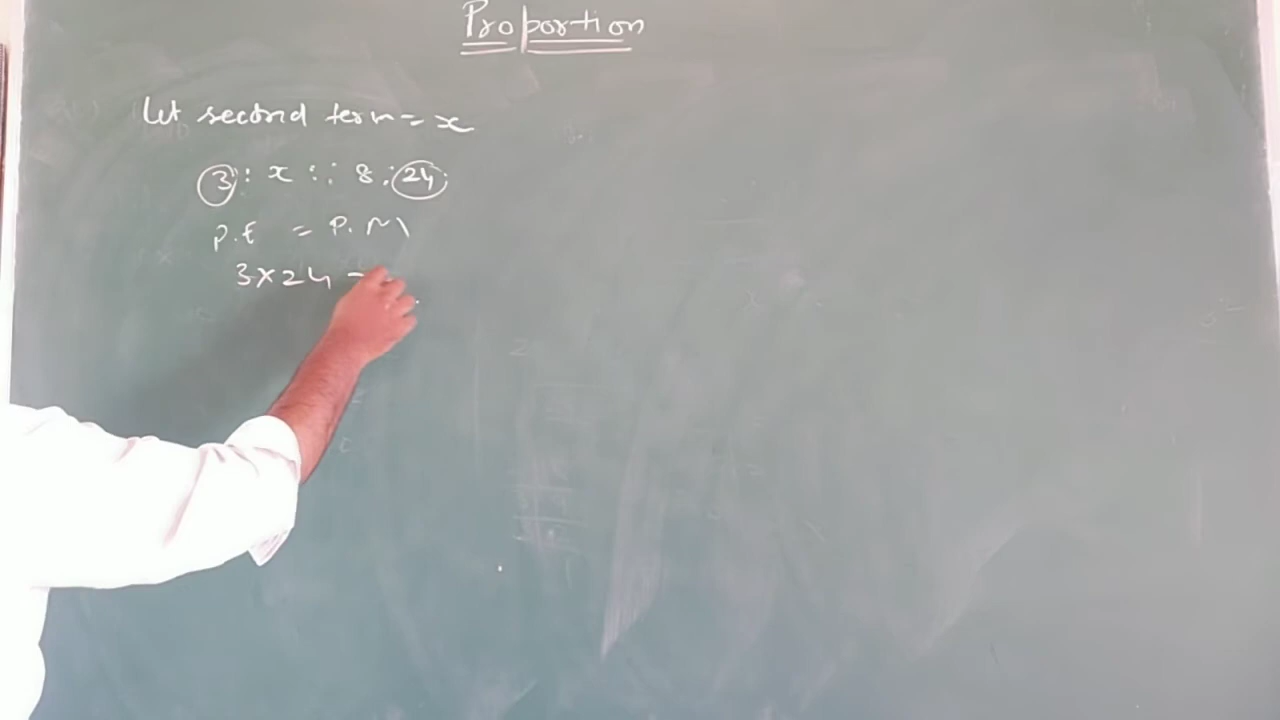 Proportion
Let second term = x
3 : x :: 8 : 24
P.E = P.M
3×24 =